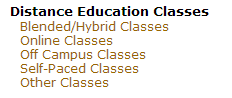 Distance Education Classes
Blended/Hybrid Classes
Online Classes
Off Campus Classes
Self-Paced Classes
Other Classes